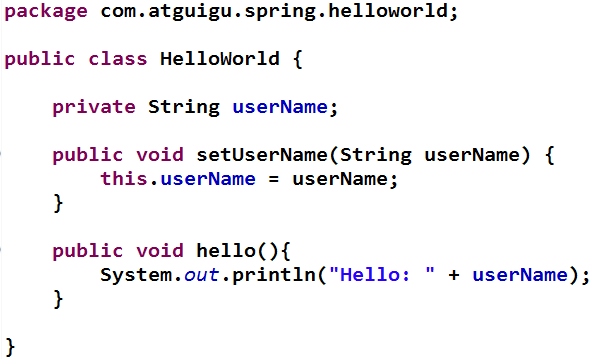 package com.atguigu.spring.helloworld;
public class HelloWorld {
private String userName;
public void setUserName(String userName) {
this.userName = userName;
}
public void hello(){
System.out.println("Hello: " + userName);
}
}